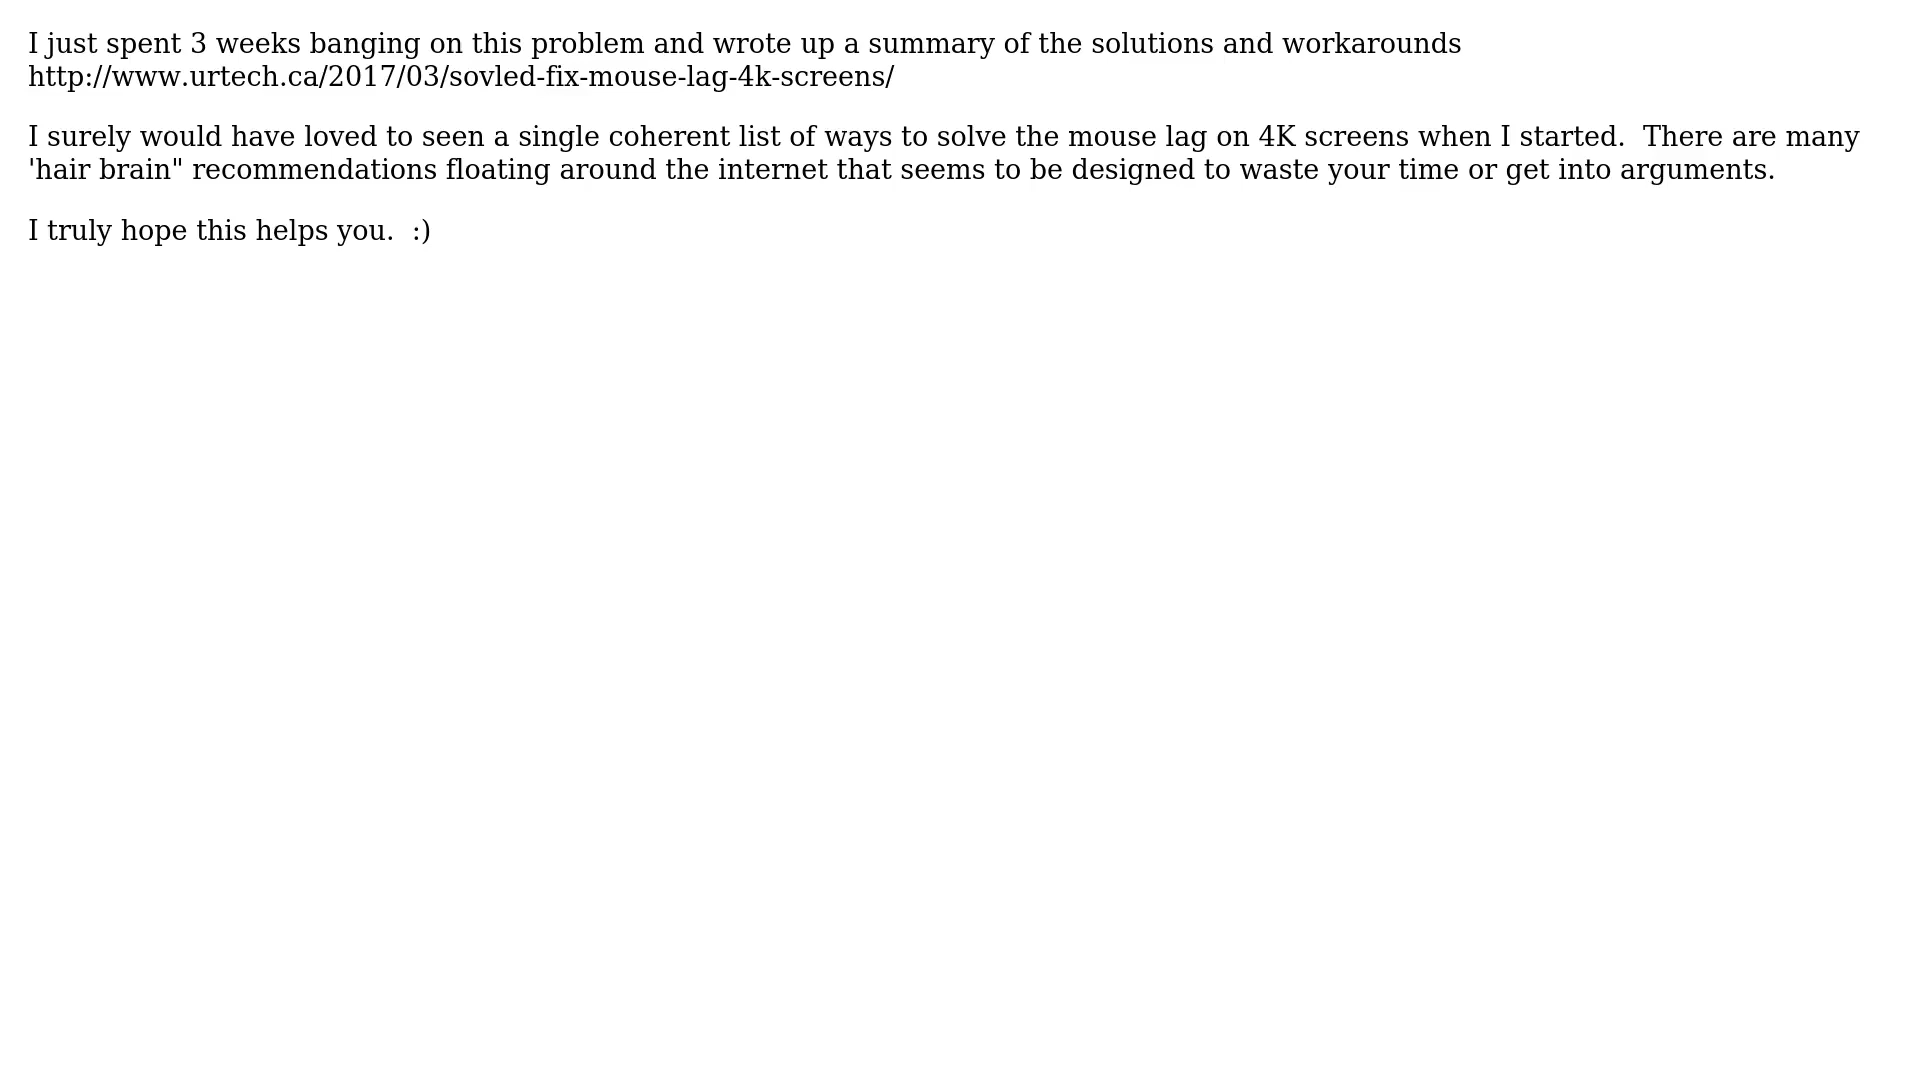 I just spent 3 weeks banging on this problem and wrote up a summary of the solutions and workarounds
http://www.urtech.ca/2017/03/sovled-fix-mouse-lag-4k-screens/
I surely would have loved to seen a single coherent list of ways to solve the mouse lag on 4K screens when I started.  There are many
'hair brain" recommendations floating around the internet that seems to be designed to waste your time or get into arguments.
I truly hope this helps you.  :)